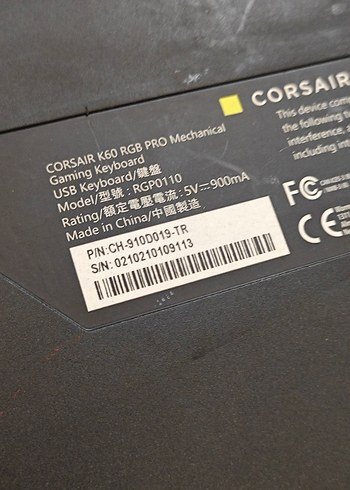 CORSAIR
This device com
the following t
interference, a
including inte
CORSAIR K60 RGB PRO Mechanical
Gaming Keyboard
USB Keyboard/鍵盤
Model/型號 : RGP0110
Rating/額定電壓電流 : 5V⎓900mA
Made in China/中國製造
P/N:CH-910D019-TR
S/N: 0210210109113
FC
CE